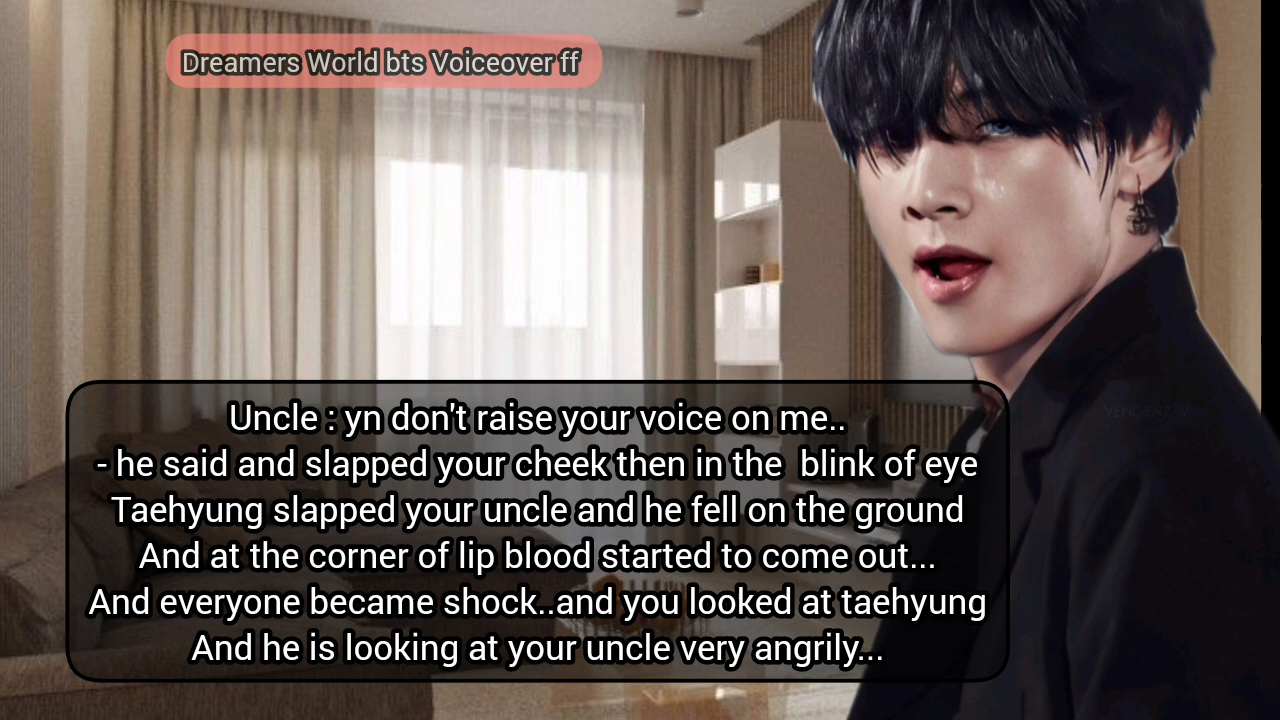 Dreamers World bts Voiceover ff
Uncle : yn don't raise your voice on me..
- he said and slapped your cheek then in the  blink of eye
Taehyung slapped your uncle and he fell on the ground
And at the corner of lip blood started to come out...
And everyone became shock..and you looked at taehyung
And he is looking at your uncle very angrily...